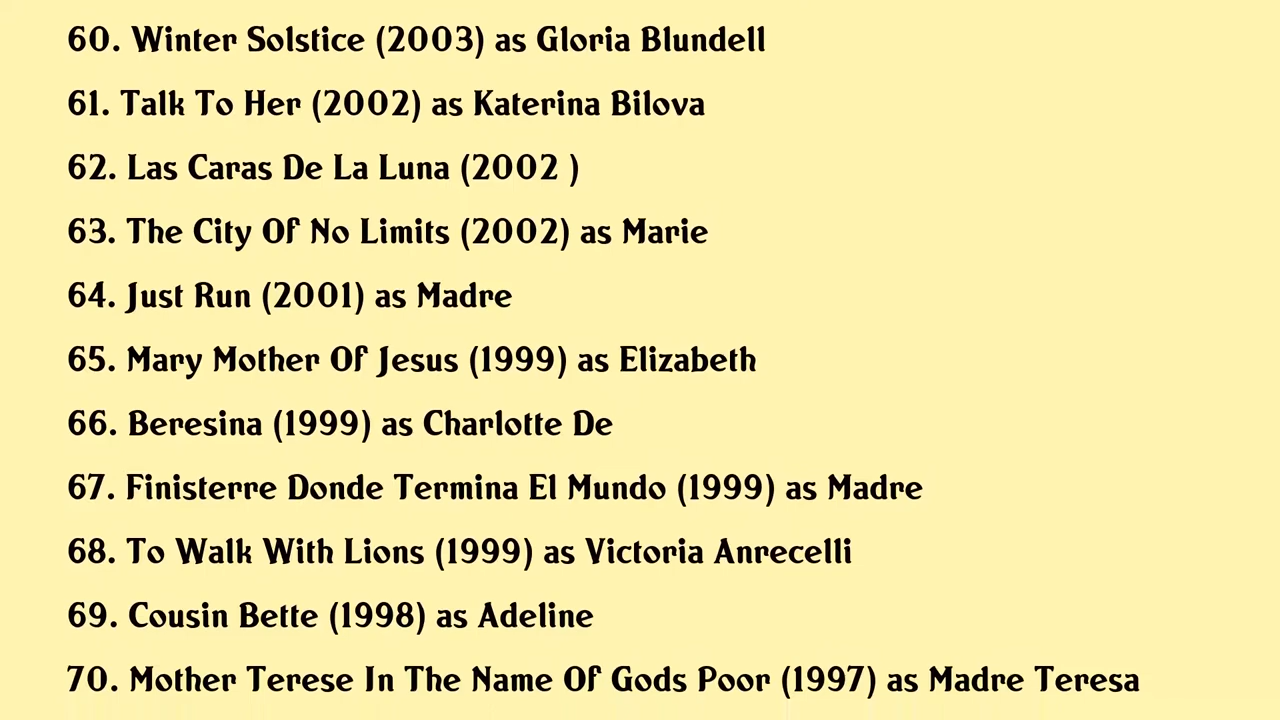 60. Winter Solstice (2003) as Gloria Blundell
61. Talk To Her (2002) as Katerina Bilova
62. Las Caras De La Luna (2002 )
63. The City Of No Limits (2002) as Marie
64. Just Run (2001) as Madre
65. Mary Mother Of Jesus (1999) as Elizabeth
66. Beresina (1999) as Charlotte De
67. Finisterre Donde Termina El Mundo (1999) as Madre
68. To Walk With Lions (1999) as Victoria Anrecelli
69. Cousin Bette (1998) as Adeline
70. Mother Terese In The Name Of Gods Poor (1997) as Madre Teresa